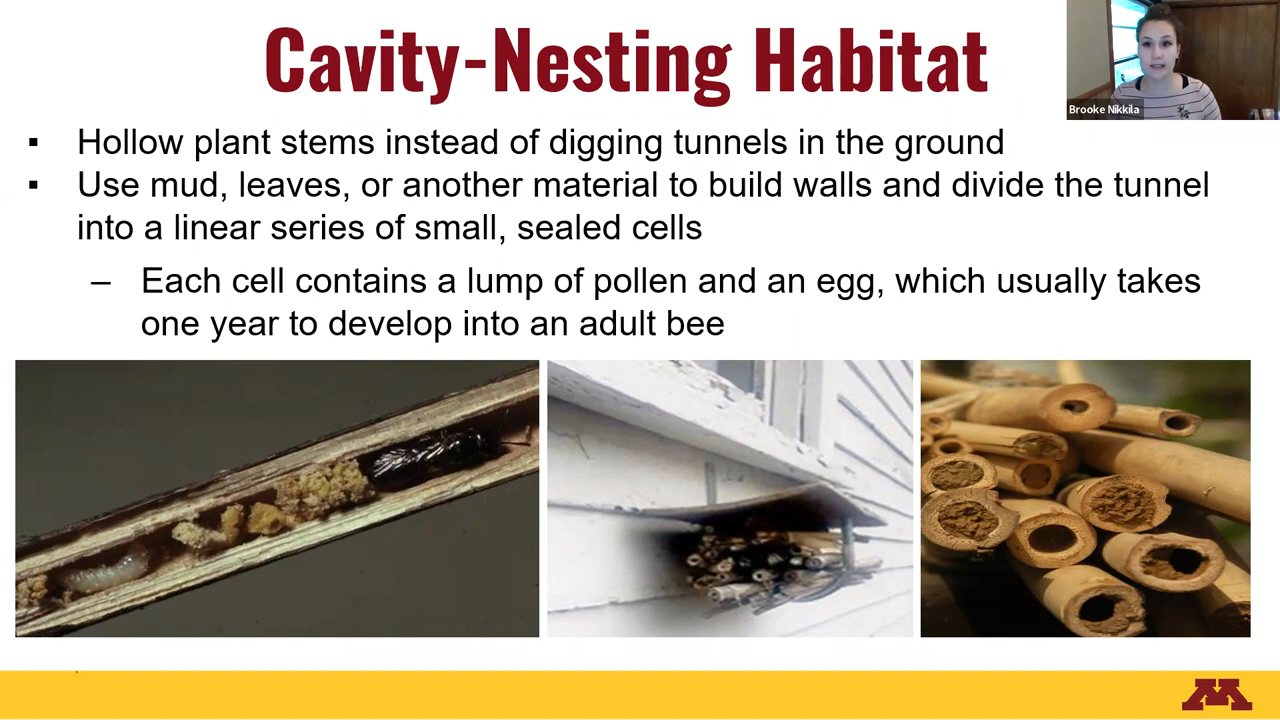 Cavity-Nesting Habitat
Brooke Nikkila
▪ Hollow plant stems instead of digging tunnels in the ground
▪ Use mud, leaves, or another material to build walls and divide the tunnel
into a linear series of small, sealed cells
– Each cell contains a lump of pollen and an egg, which usually takes
one year to develop into an adult bee
M